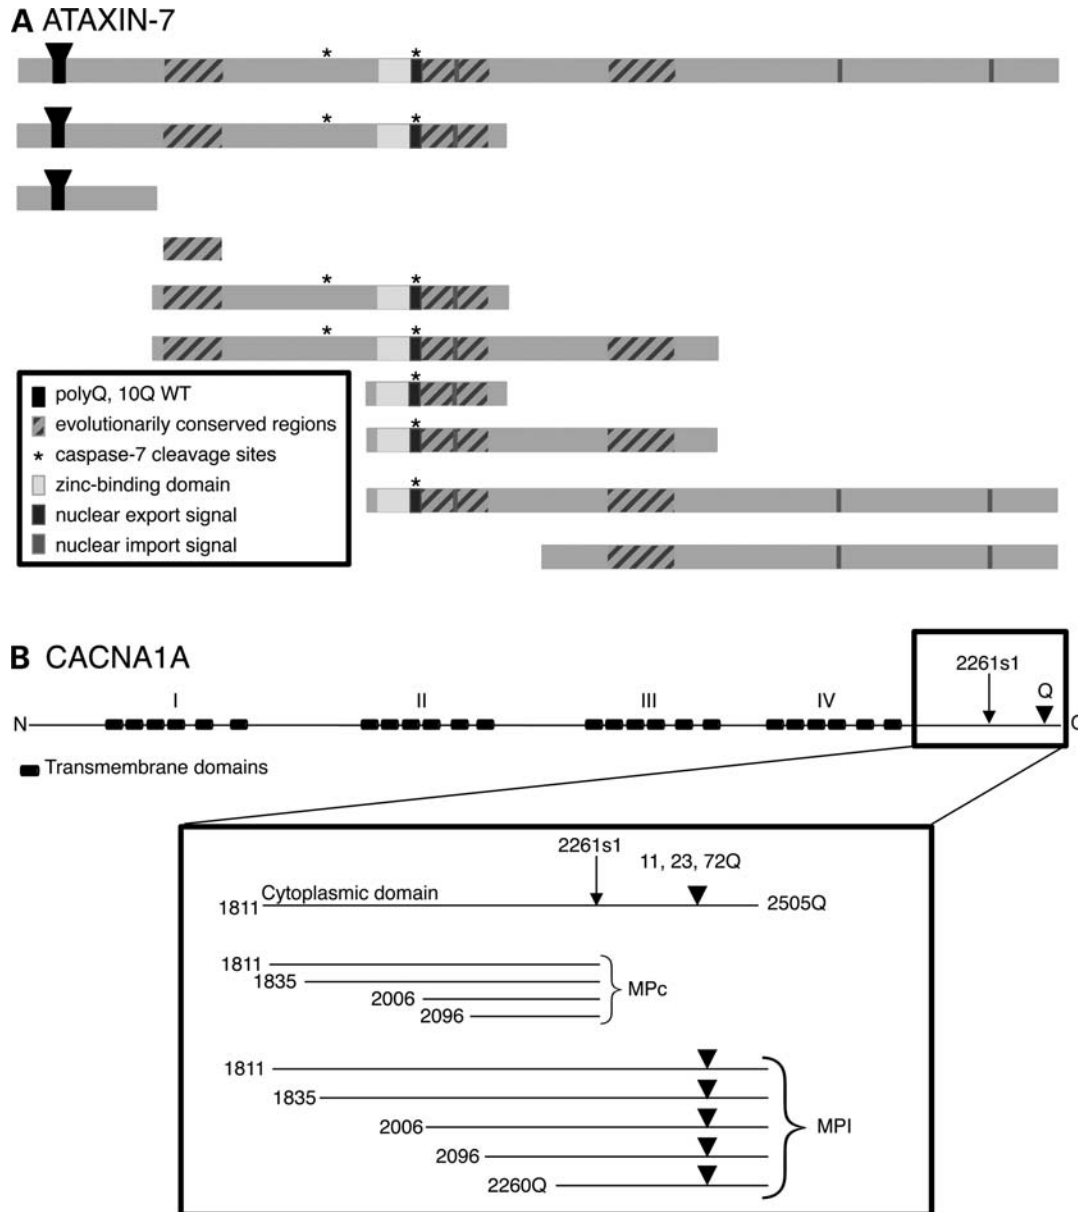 A ATAXIN-7
* *
* *
* *
* *
*
*
*
polyQ, 10Q WT
evolutionarily conserved regions
* caspase-7 cleavage sites
zinc-binding domain
nuclear export signal
nuclear import signal
B CACNA1A
2261s1
I II III IV Q
N C
Transmembrane domains
2261s1
11, 23, 72Q
Cytoplasmic domain
1811 2505Q
1811
1835 MPc
2006
2096
1811
1835
2006 MPI
2096
2260Q